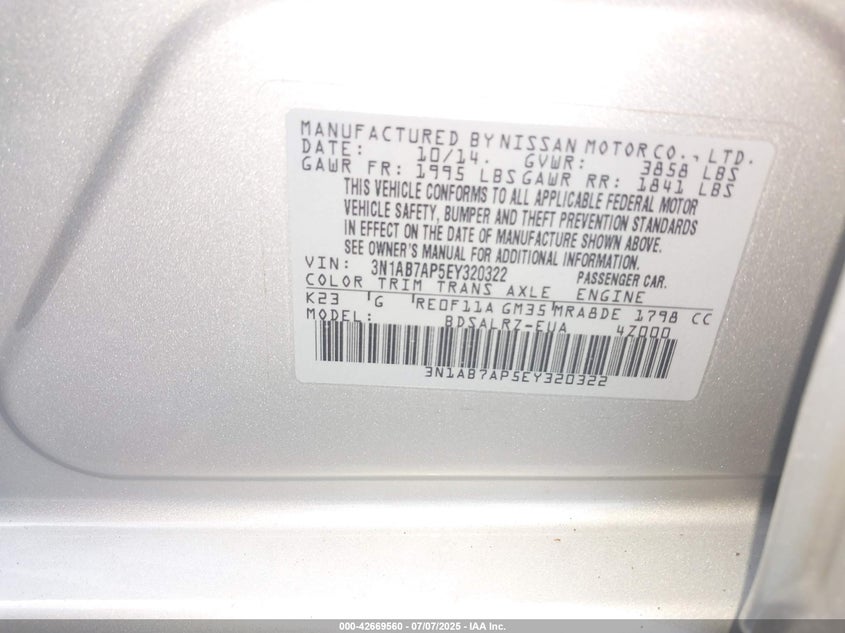 MANUFACTURED BY NISSAN MOTOR CO., LTD.
DATE: 10/14. GVWR: 3858 LBS
GAWR FR: 1995 LBS GAWR RR: 1841 LBS
THIS VEHICLE CONFORMS TO ALL APPLICABLE FEDERAL MOTOR
VEHICLE SAFETY, BUMPER AND THEFT PREVENTION STANDARDS
IN EFFECT ON THE DATE OF MANUFACTURE SHOWN ABOVE.
SEE OWNER'S MANUAL FOR ADDITIONAL INFORMATION.
VIN: 3N1AB7AP5EY320322 PASSENGER CAR.
COLOR TRIM TRANS AXLE ENGINE
K23 G RE0F11A GM35 MRA8DE 1798 CC
MODEL: BDSALRZ-EUA 4Z000
3N1AB7AP5EY320322
000-42669560 - 07/07/2025 - IAA Inc.